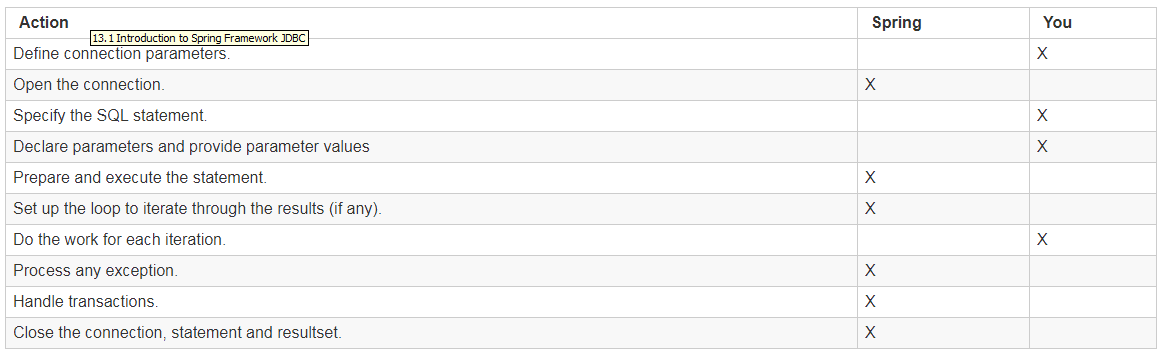 Action Spring You
13.1 Introduction to Spring Framework JDBC
Define connection parameters. X
Open the connection. X
Specify the SQL statement. X
Declare parameters and provide parameter values X
Prepare and execute the statement. X
Set up the loop to iterate through the results (if any). X
Do the work for each iteration. X
Process any exception. X
Handle transactions. X
Close the connection, statement and resultset. X